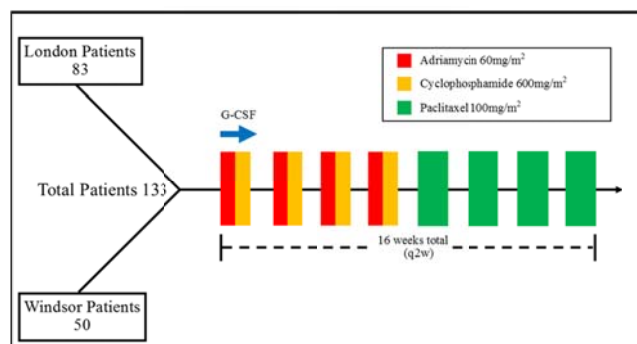 London Patients
83
Adriamycin 60mg/m²
Cyclophosphamide 600mg/m²
Paclitaxel 100mg/m²
G-CSF
Total Patients 133
16 weeks total
(q2w)
Windsor Patients
50